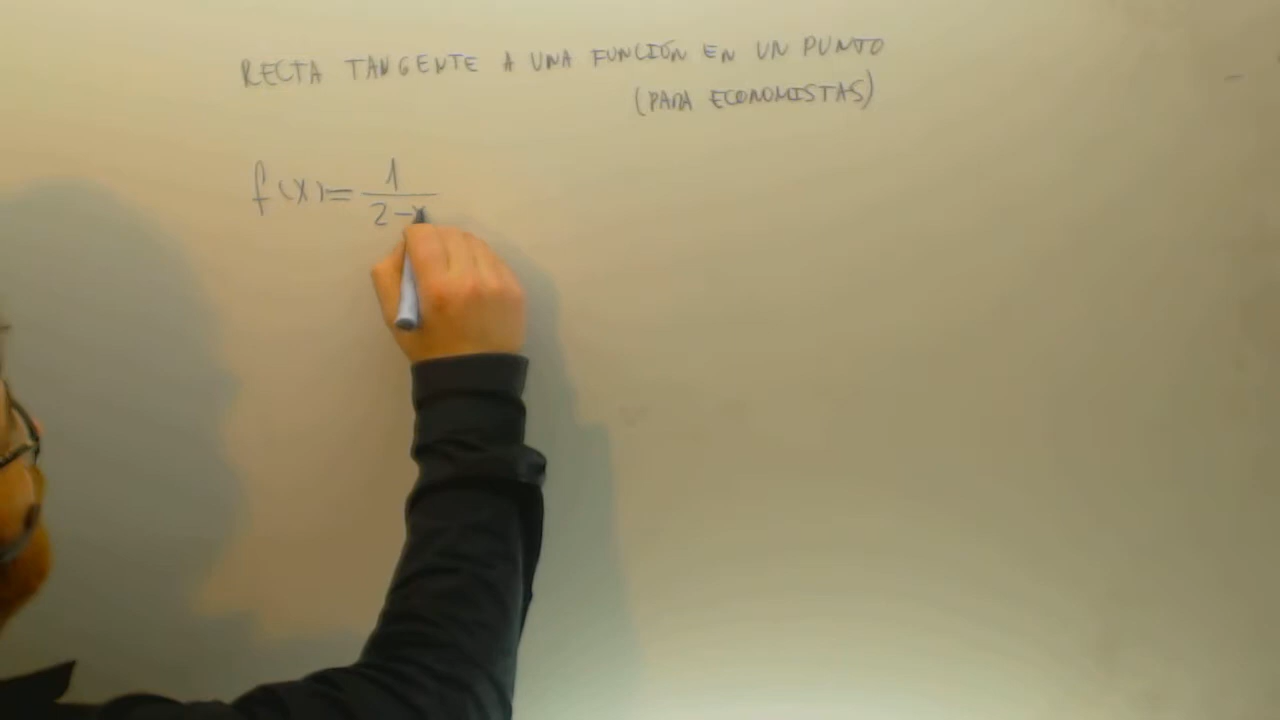 RECTA TANGENTE A UNA FUNCIÓN EN UN PUNTO
(PARA ECONOMISTAS)
f(x)= 1/(2-x